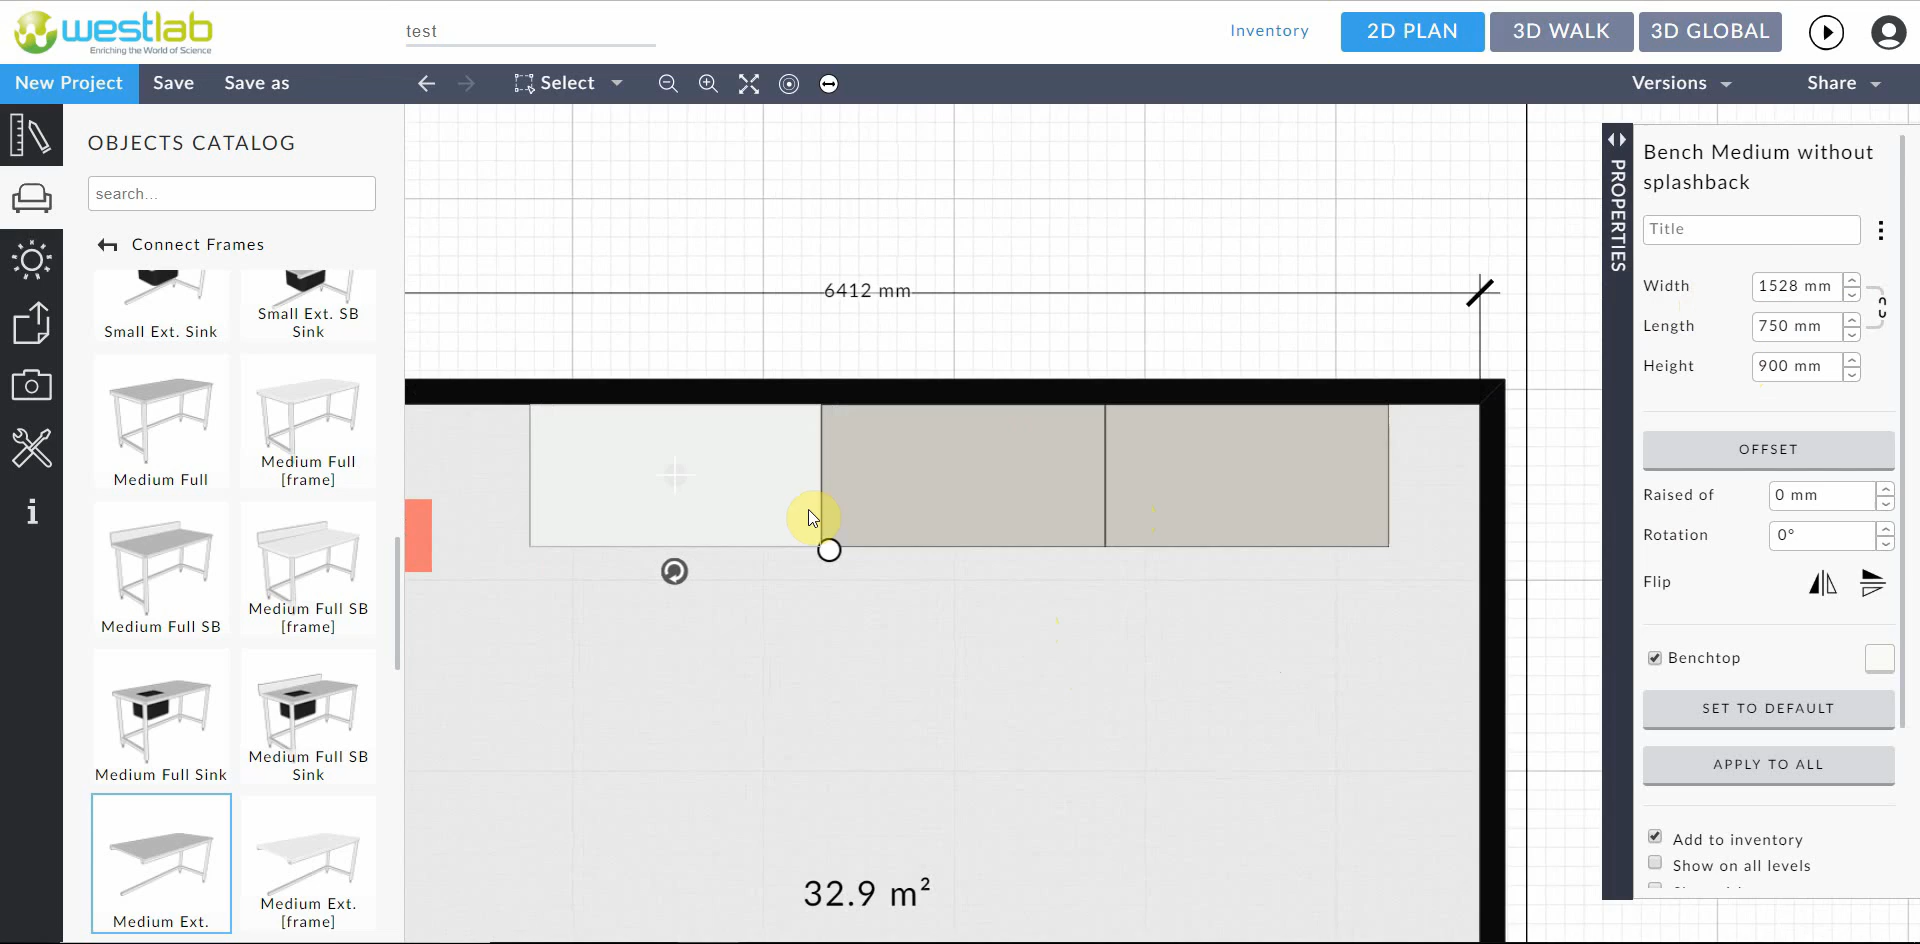 westlab
Enriching the World of Science
test
Inventory
2D PLAN
3D WALK
3D GLOBAL
New Project
Save
Save as
Select
Versions
Share
OBJECTS CATALOG
search...
Connect Frames
Small Ext. Sink
Small Ext. SB
Sink
Medium Full
Medium Full
[frame]
Medium Full SB
Medium Full SB
[frame]
Medium Full Sink
Medium Full SB
Sink
Medium Ext.
Medium Ext.
[frame]
6412 mm
32.9 m²
PROPERTIES
Bench Medium without
splashback
Title
Width
1528 mm
Length
750 mm
Height
900 mm
OFFSET
Raised of
0 mm
Rotation
0°
Flip
Benchtop
SET TO DEFAULT
APPLY TO ALL
Add to inventory
Show on all levels